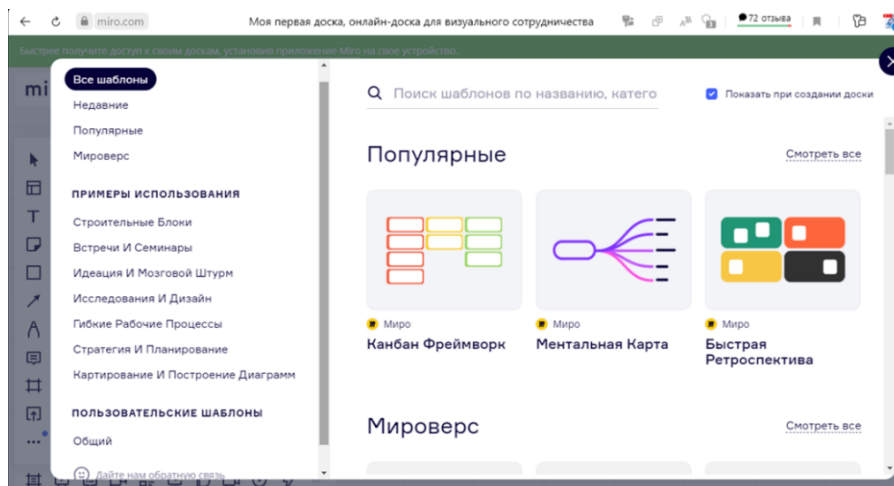 miro.com
Моя первая доска, онлайн-доска для визуального сотрудничества
72 отзыва
Быстрее получите доступ к своим доскам, установив приложение Miro на свое устройство.
mi
Все шаблоны
Недавние
Популярные
Мироверс
ПРИМЕРЫ ИСПОЛЬЗОВАНИЯ
Строительные Блоки
Встречи И Семинары
Идеация И Мозговой Штурм
Исследования И Дизайн
Гибкие Рабочие Процессы
Стратегия И Планирование
Картирование И Построение Диаграмм
ПОЛЬЗОВАТЕЛЬСКИЕ ШАБЛОНЫ
Общий
Дайте нам обратную связь
Поиск шаблонов по названию, катего
Показать при создании доски
Популярные
Смотреть все
Миро
Канбан Фреймворк
Миро
Ментальная Карта
Миро
Быстрая
Ретроспектива
Мироверс
Смотреть все